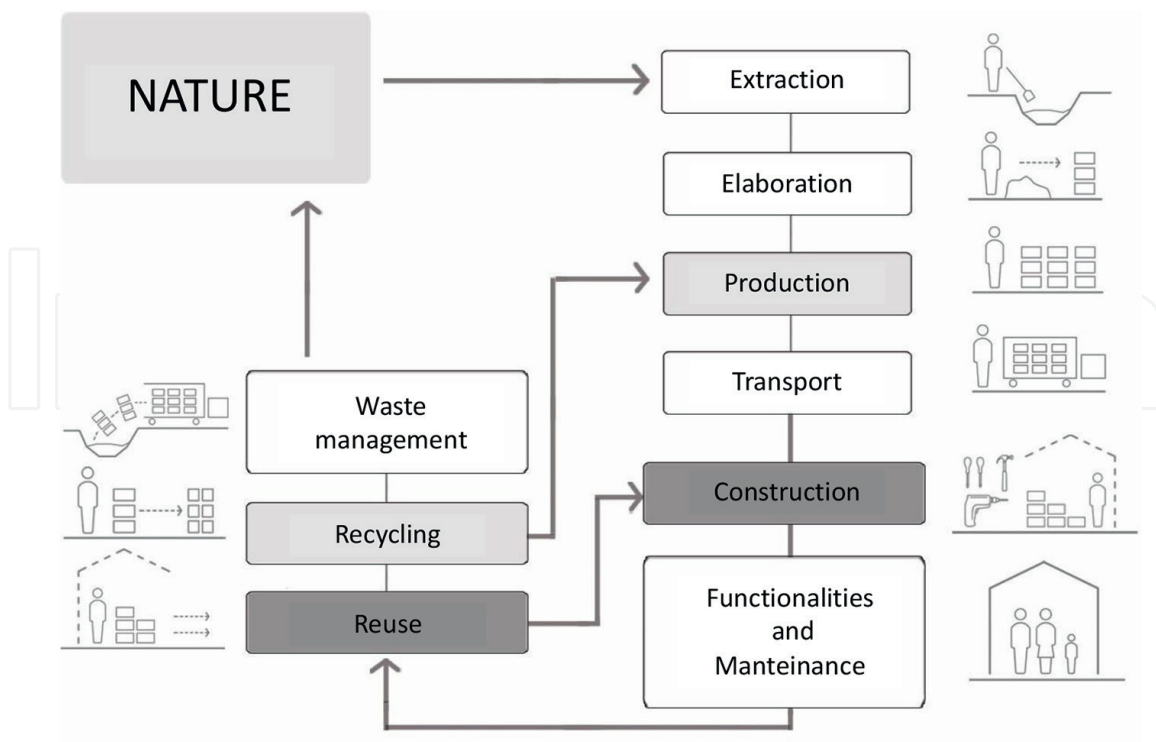 NATURE
Extraction
Elaboration
Production
Transport
Construction
Functionalities
and
Manteinance
Waste
management
Recycling
Reuse